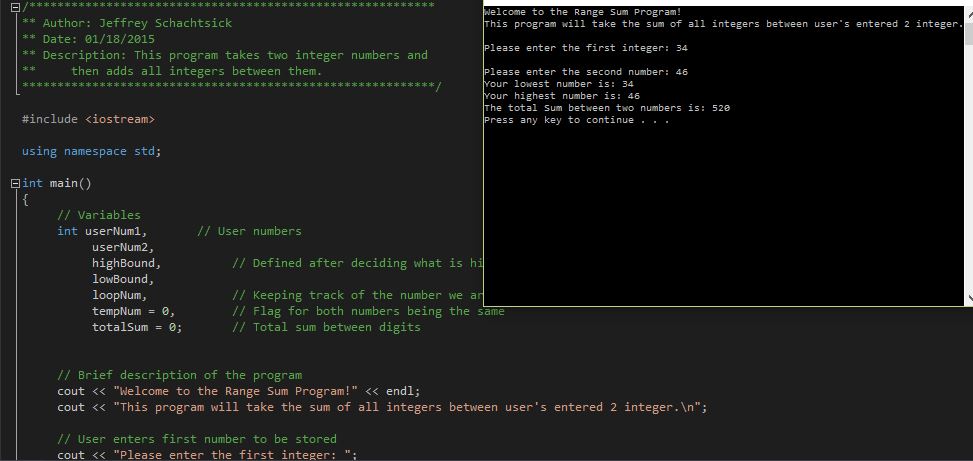 /**********************************************************
** Author: Jeffrey Schachtsick
** Date: 01/18/2015
** Description: This program takes two integer numbers and
** then adds all integers between them.
***********************************************************/
#include <iostream>
using namespace std;
int main()
{
// Variables
int userNum1, // User numbers
userNum2,
highBound, // Defined after deciding what is hi
lowBound,
loopNum, // Keeping track of the number we ar
tempNum = 0, // Flag for both numbers being the same
totalSum = 0; // Total sum between digits
// Brief description of the program
cout << "Welcome to the Range Sum Program!" << endl;
cout << "This program will take the sum of all integers between user's entered 2 integer.\n";
// User enters first number to be stored
cout << "Please enter the first integer: ";
Welcome to the Range Sum Program!
This program will take the sum of all integers between user's entered 2 integer.
Please enter the first integer: 34
Please enter the second number: 46
Your lowest number is: 34
Your highest number is: 46
The total Sum between two numbers is: 520
Press any key to continue . . .